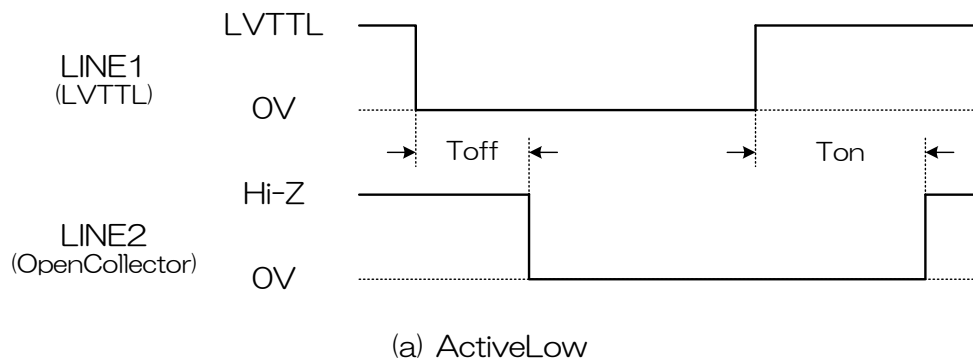 LVTTL
LINE1
(LVTTL)
0V
Toff
Ton
Hi-Z
LINE2
(OpenCollector)
0V
(a) ActiveLow